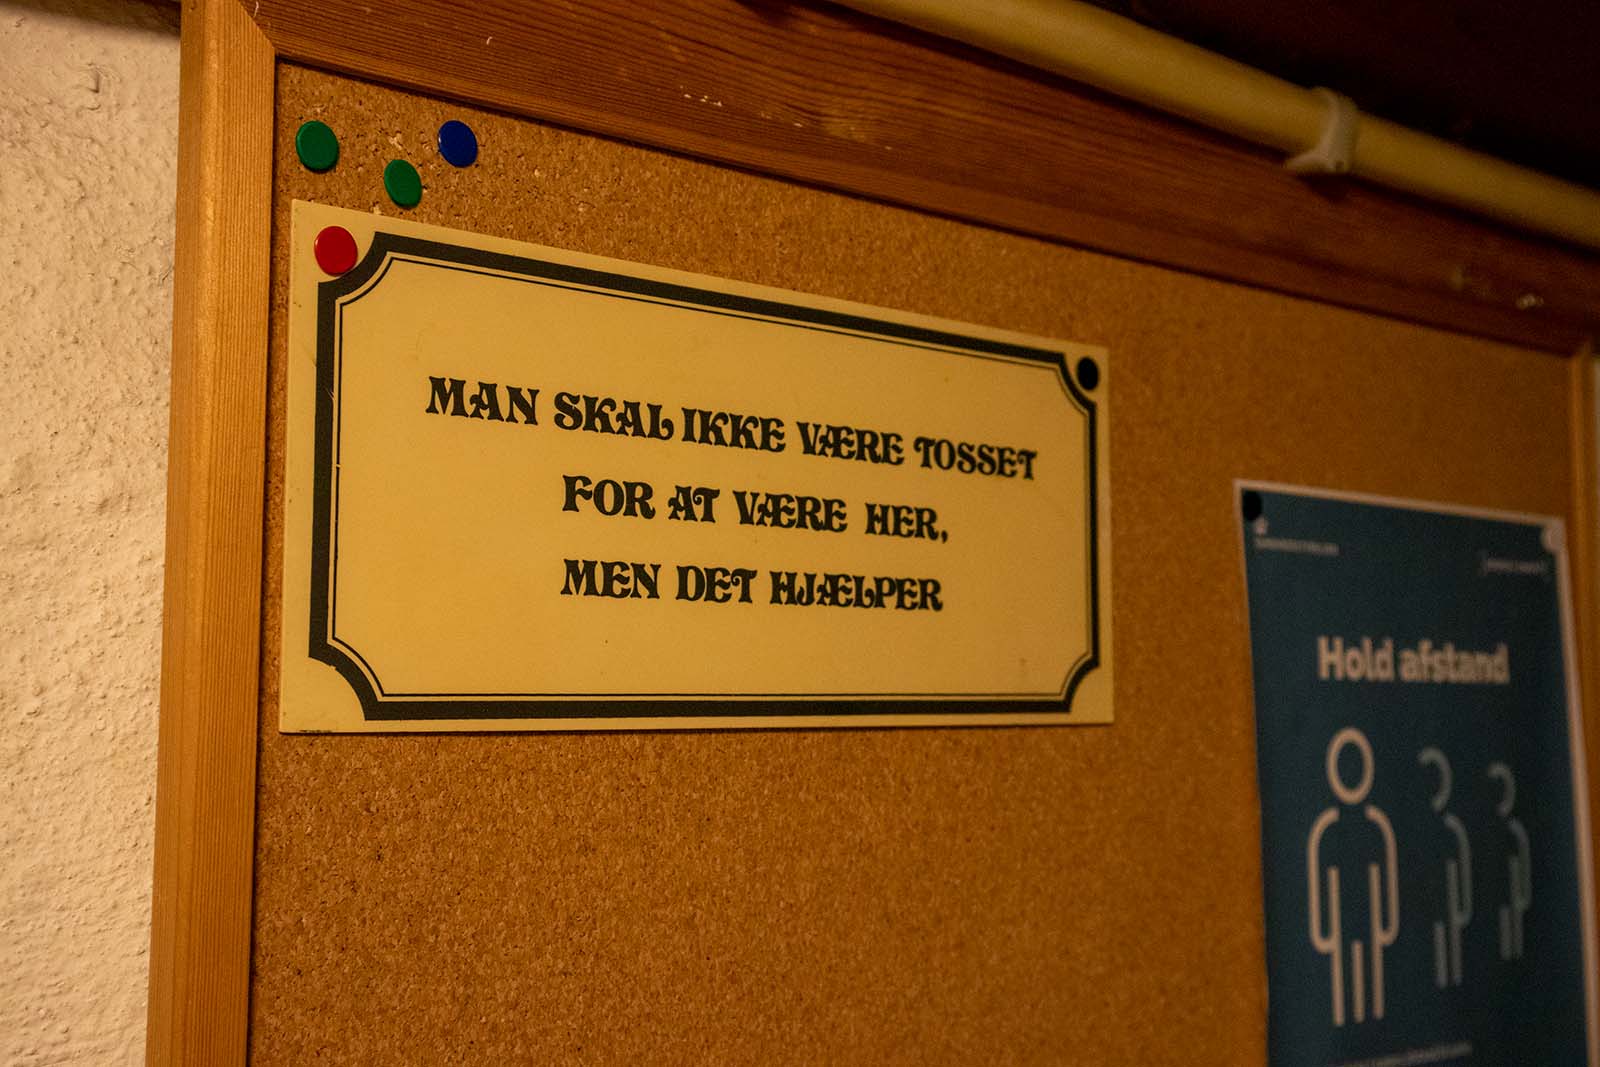 MAN SKAL IKKE VÆRE TOSSET
FOR AT VÆRE HER,
MEN DET HJÆLPER
Hold afstand